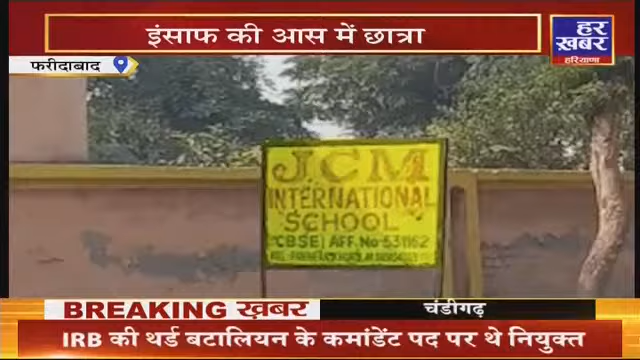 इंसाफ की आस में छात्रा
हर
ख़बर
हरियाणा
फरीदाबाद
JCM
INTERNATIONAL
SCHOOL
(CBSE) AFF.No-531162
BREAKING ख़बर
चंडीगढ़
IRB की थर्ड बटालियन के कमांडेंट पद पर थे नियुक्त